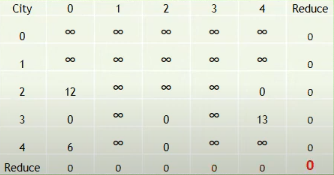 City 0 1 2 3 4 Reduce
0 ∞ ∞ ∞ ∞ ∞ 0
1 ∞ ∞ ∞ ∞ ∞ 0
2 12 ∞ ∞ ∞ 0 0
3 0 ∞ 0 ∞ 13 0
4 6 ∞ 0 ∞ ∞ 0
Reduce 0 0 0 0 0 0